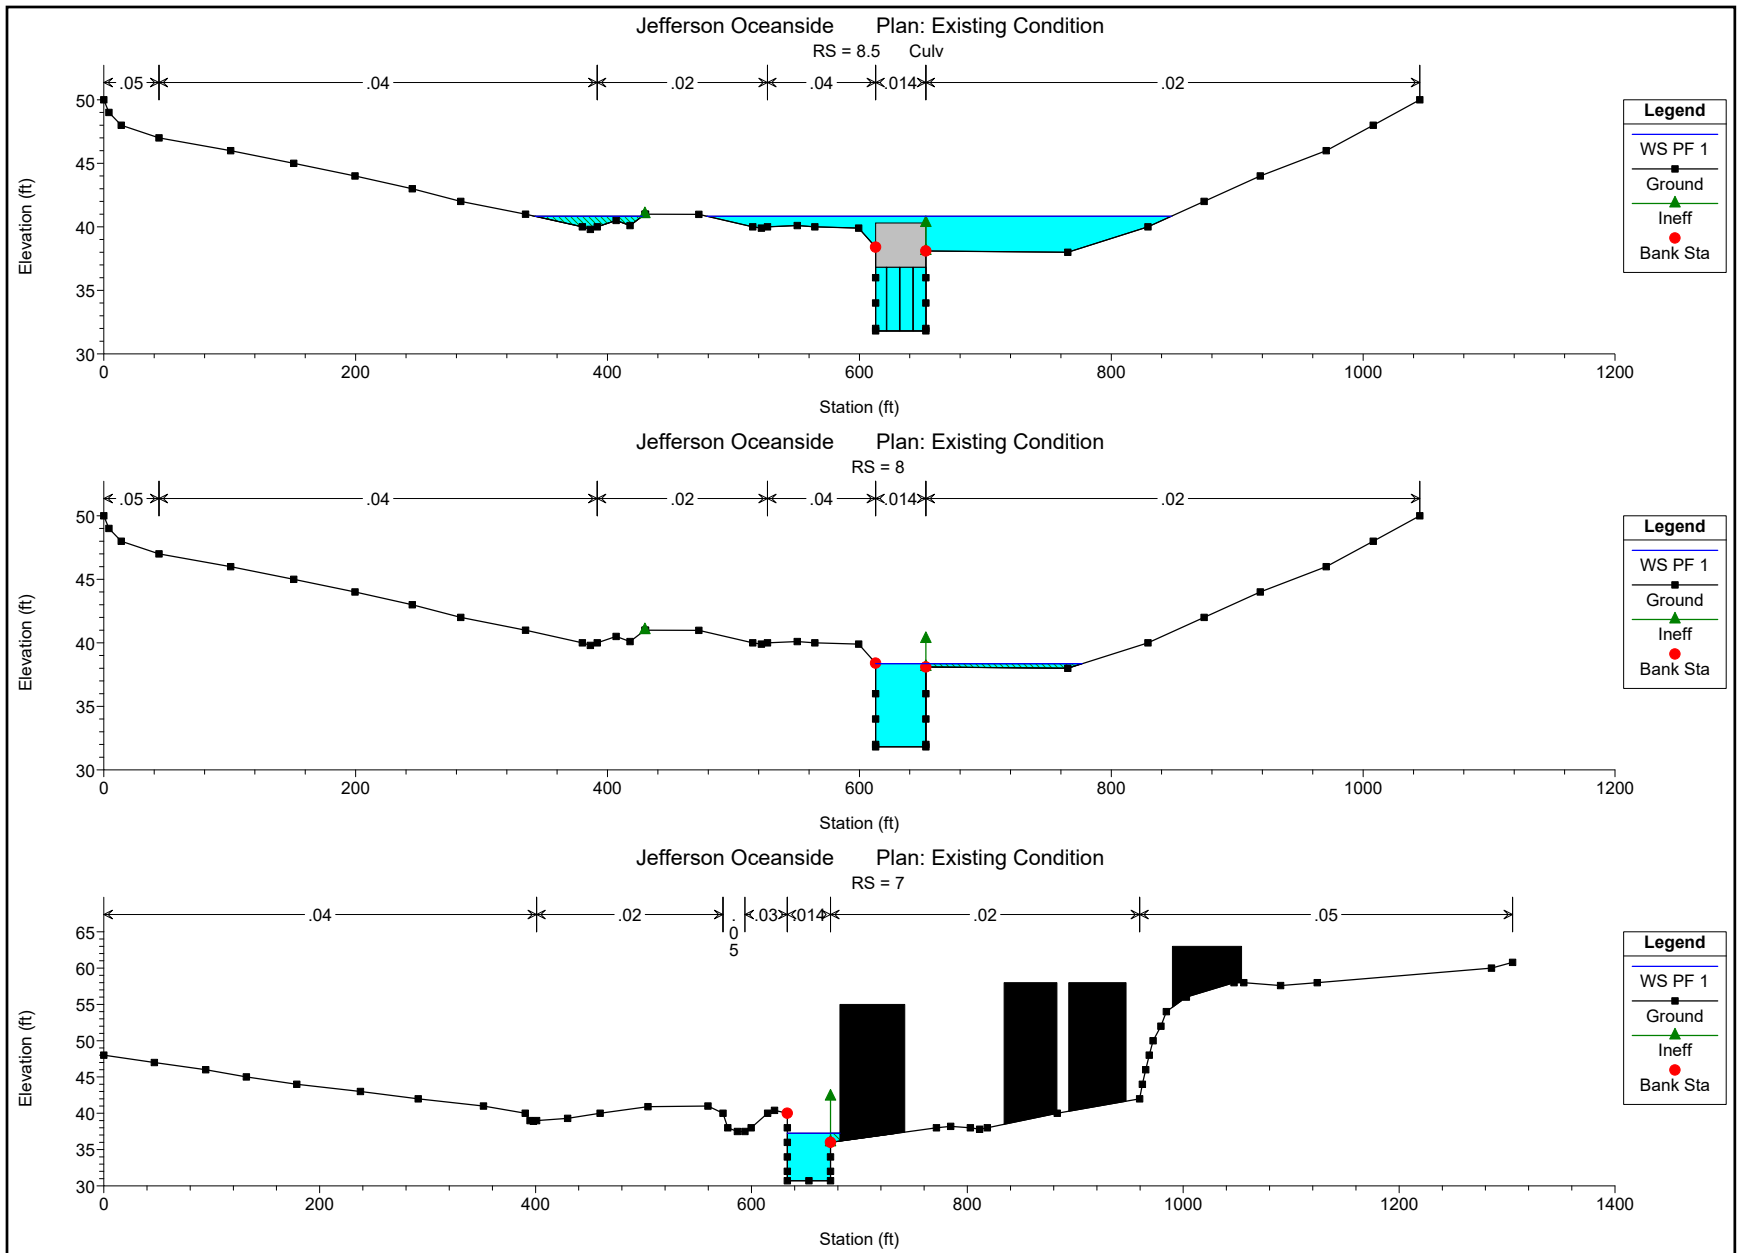 Jefferson Oceanside Plan: Existing Condition
RS = 8.5 Culv
.05 .04 .02 .04 .014 .02
50
45
40
35
30
Elevation (ft)
0 200 400 600 800 1000 1200
Station (ft)
Legend
WS PF 1
Ground
Ineff
Bank Sta
Jefferson Oceanside Plan: Existing Condition
RS = 8
.05 .04 .02 .04 .014 .02
50
45
40
35
30
Elevation (ft)
0 200 400 600 800 1000 1200
Station (ft)
Legend
WS PF 1
Ground
Ineff
Bank Sta
Jefferson Oceanside Plan: Existing Condition
RS = 7
.04 .02 .05 .03 .014 .02 .05
65
60
55
50
45
40
35
30
Elevation (ft)
0 200 400 600 800 1000 1200 1400
Station (ft)
Legend
WS PF 1
Ground
Ineff
Bank Sta